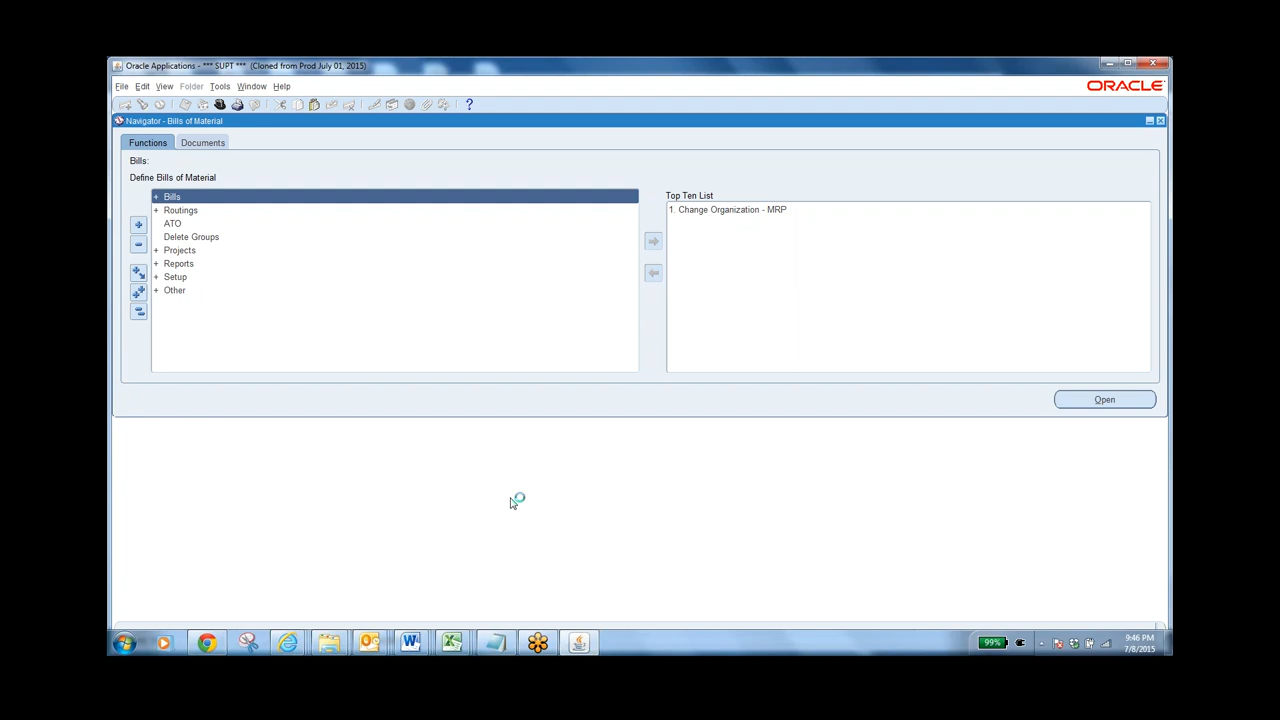 Oracle Applications - *** SUPT *** (Cloned from Prod July 01, 2015)
File Edit View Folder Tools Window Help
ORACLE
Navigator - Bills of Material
Functions Documents
Bills:
Define Bills of Material
+ Bills
+ Routings
ATO
Delete Groups
+ Projects
+ Reports
+ Setup
+ Other
Top Ten List
1. Change Organization - MRP
Open
99%
9:46 PM
7/8/2015